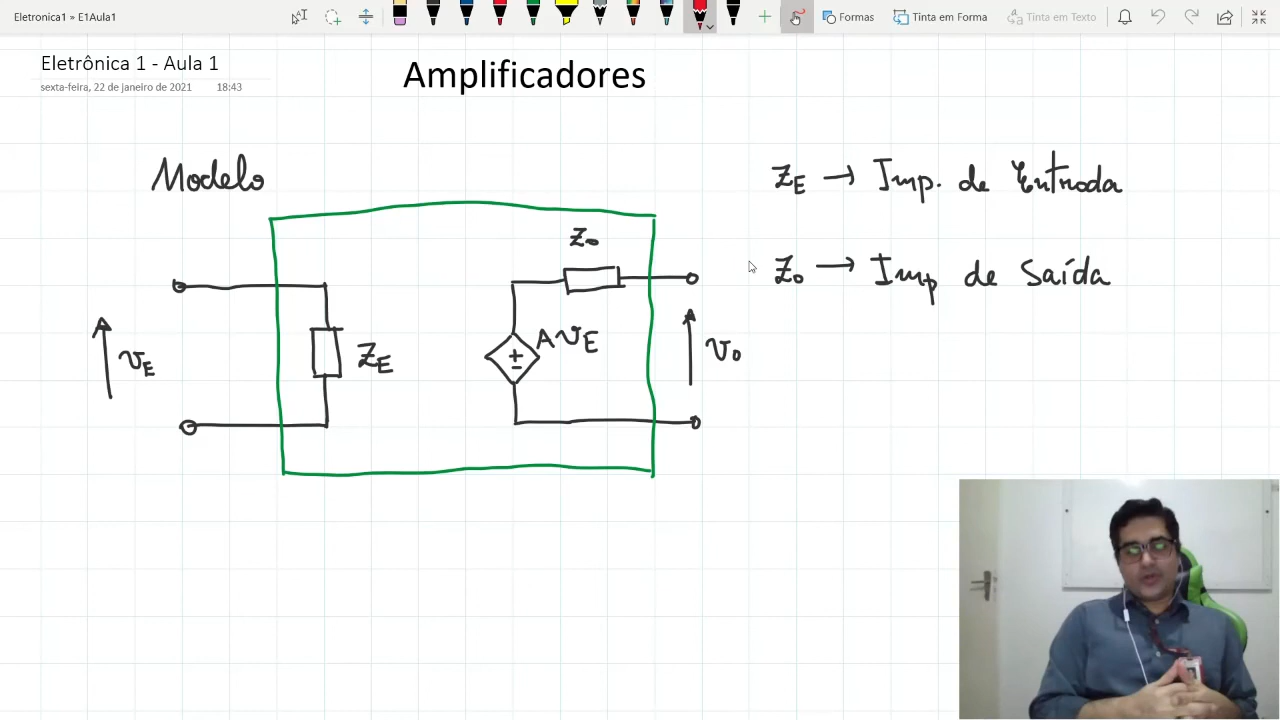 Eletronica1 » E1Aula1
Formas
Tinta em Forma
Tinta em Texto
Eletrônica 1 - Aula 1
sexta-feira, 22 de janeiro de 2021 18:43
Amplificadores
Modelo
ZE → Imp. de Entrada
Zo → Imp de Saída
Zo
vE
ZE
+
-
AvE
vo